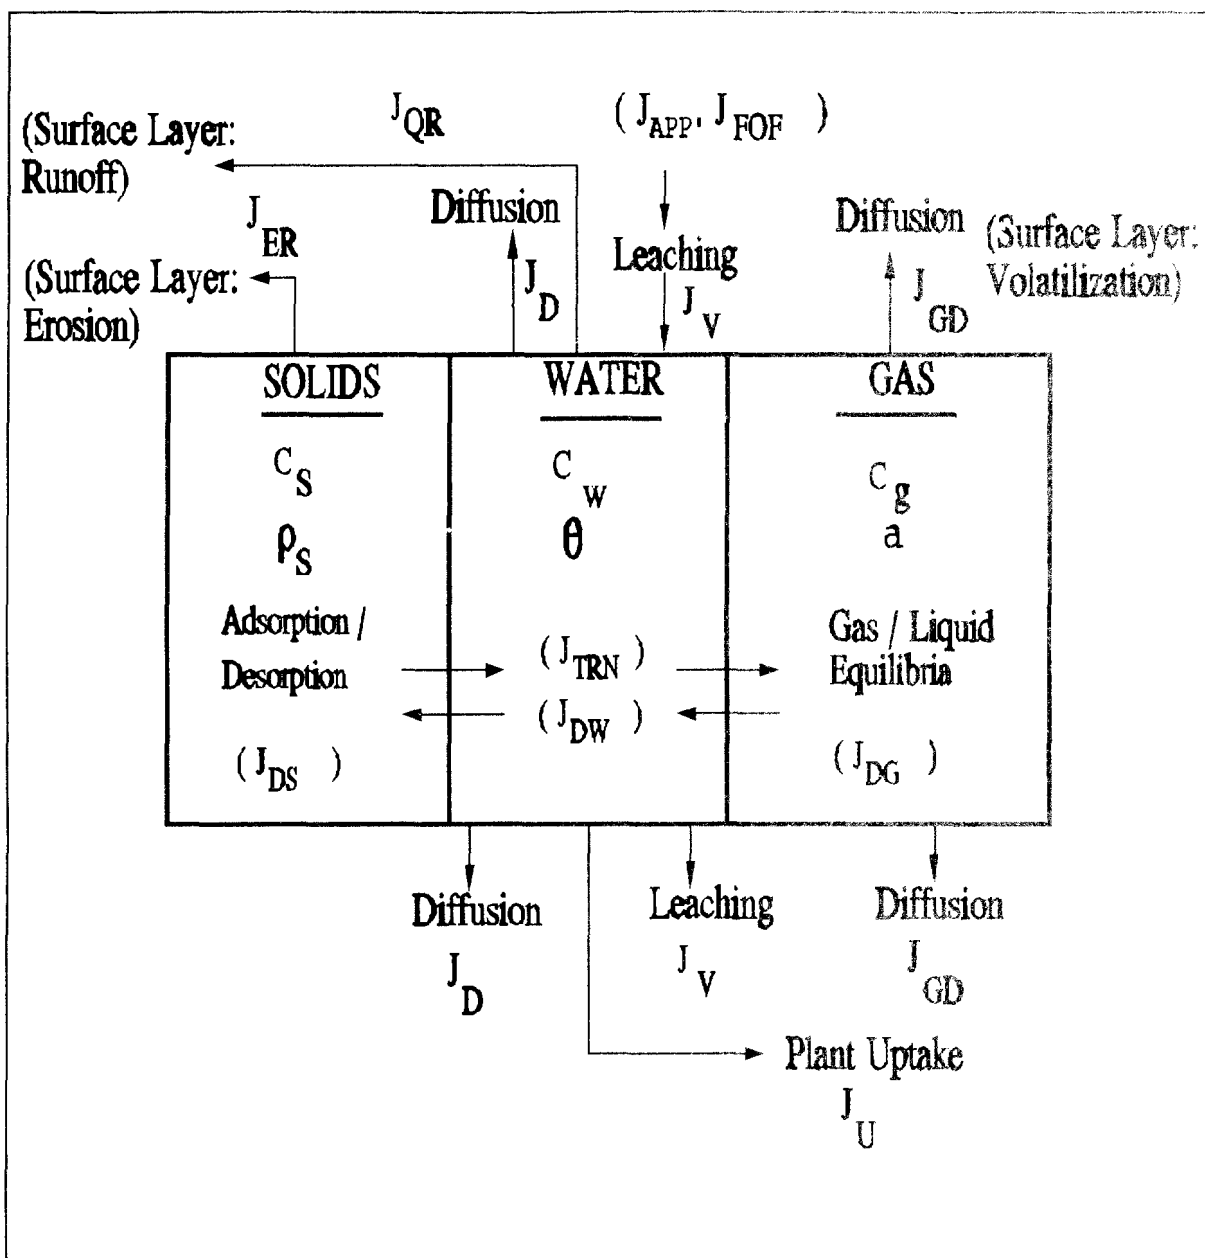 J_QR
( J_APP, J_FOF )
(Surface Layer:
Runoff)
J_ER
Diffusion
J_D
Leaching
J_V
Diffusion
J_GD
(Surface Layer:
Volatilization)
(Surface Layer:
Erosion)
SOLIDS
WATER
GAS
C_S
C_w
C_g
ρ_S
θ
a
Adsorption /
Desorption
( J_TRN )
( J_DW )
Gas / Liquid
Equilibria
( J_DS )
( J_DG )
Diffusion
J_D
Leaching
J_V
Diffusion
J_GD
Plant Uptake
J_U